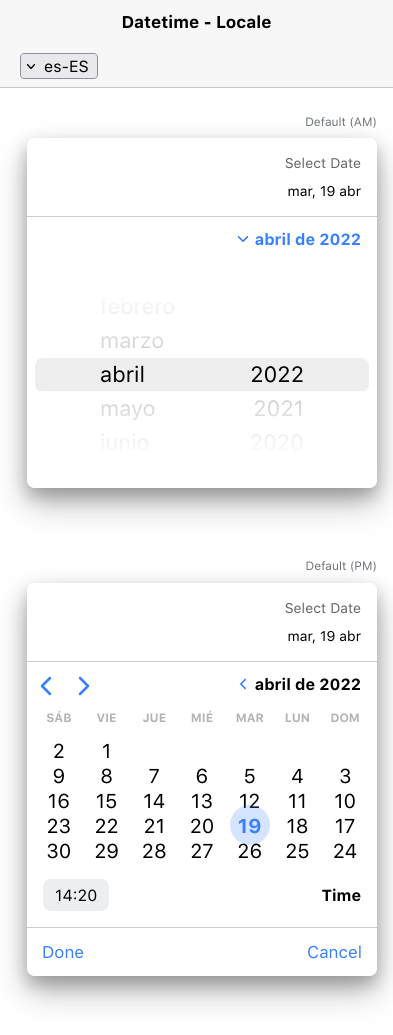 Datetime - Locale
es-ES
Default (AM)
Select Date
mar, 19 abr
abril de 2022
febrero
marzo
abril 2022
mayo 2021
junio 2020
Default (PM)
Select Date
mar, 19 abr
abril de 2022
SÁB VIE JUE MIÉ MAR LUN DOM
2 1
9 8 7 6 5 4 3
16 15 14 13 12 11 10
23 22 21 20 19 18 17
30 29 28 27 26 25 24
14:20 Time
Done Cancel